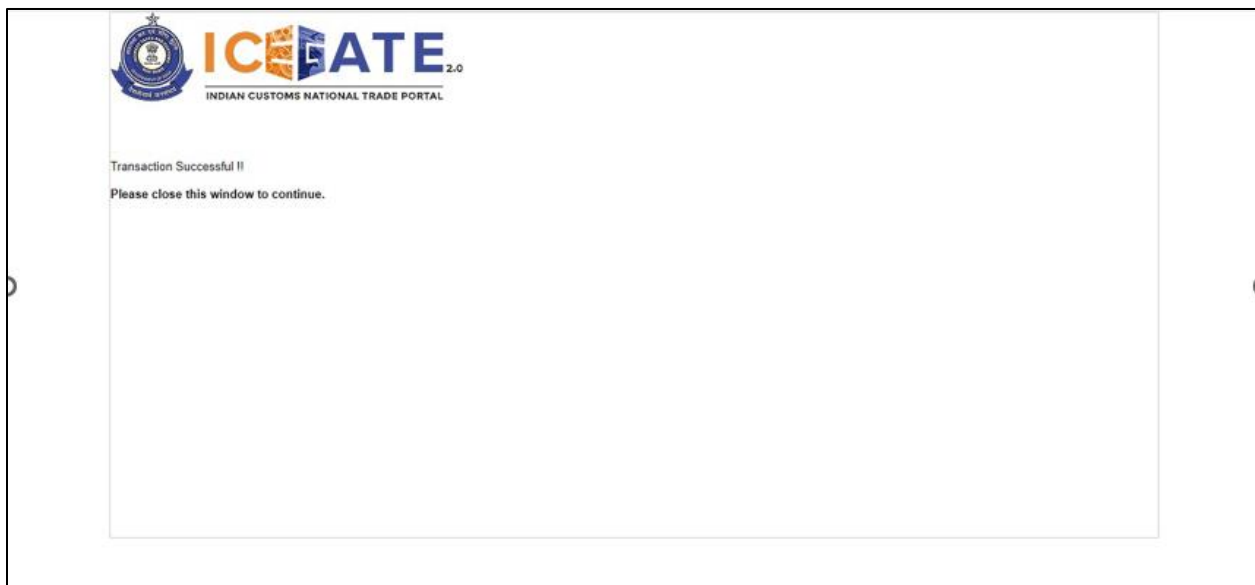 ICEGATE 2.0
INDIAN CUSTOMS NATIONAL TRADE PORTAL
Transaction Successful !!
Please close this window to continue.